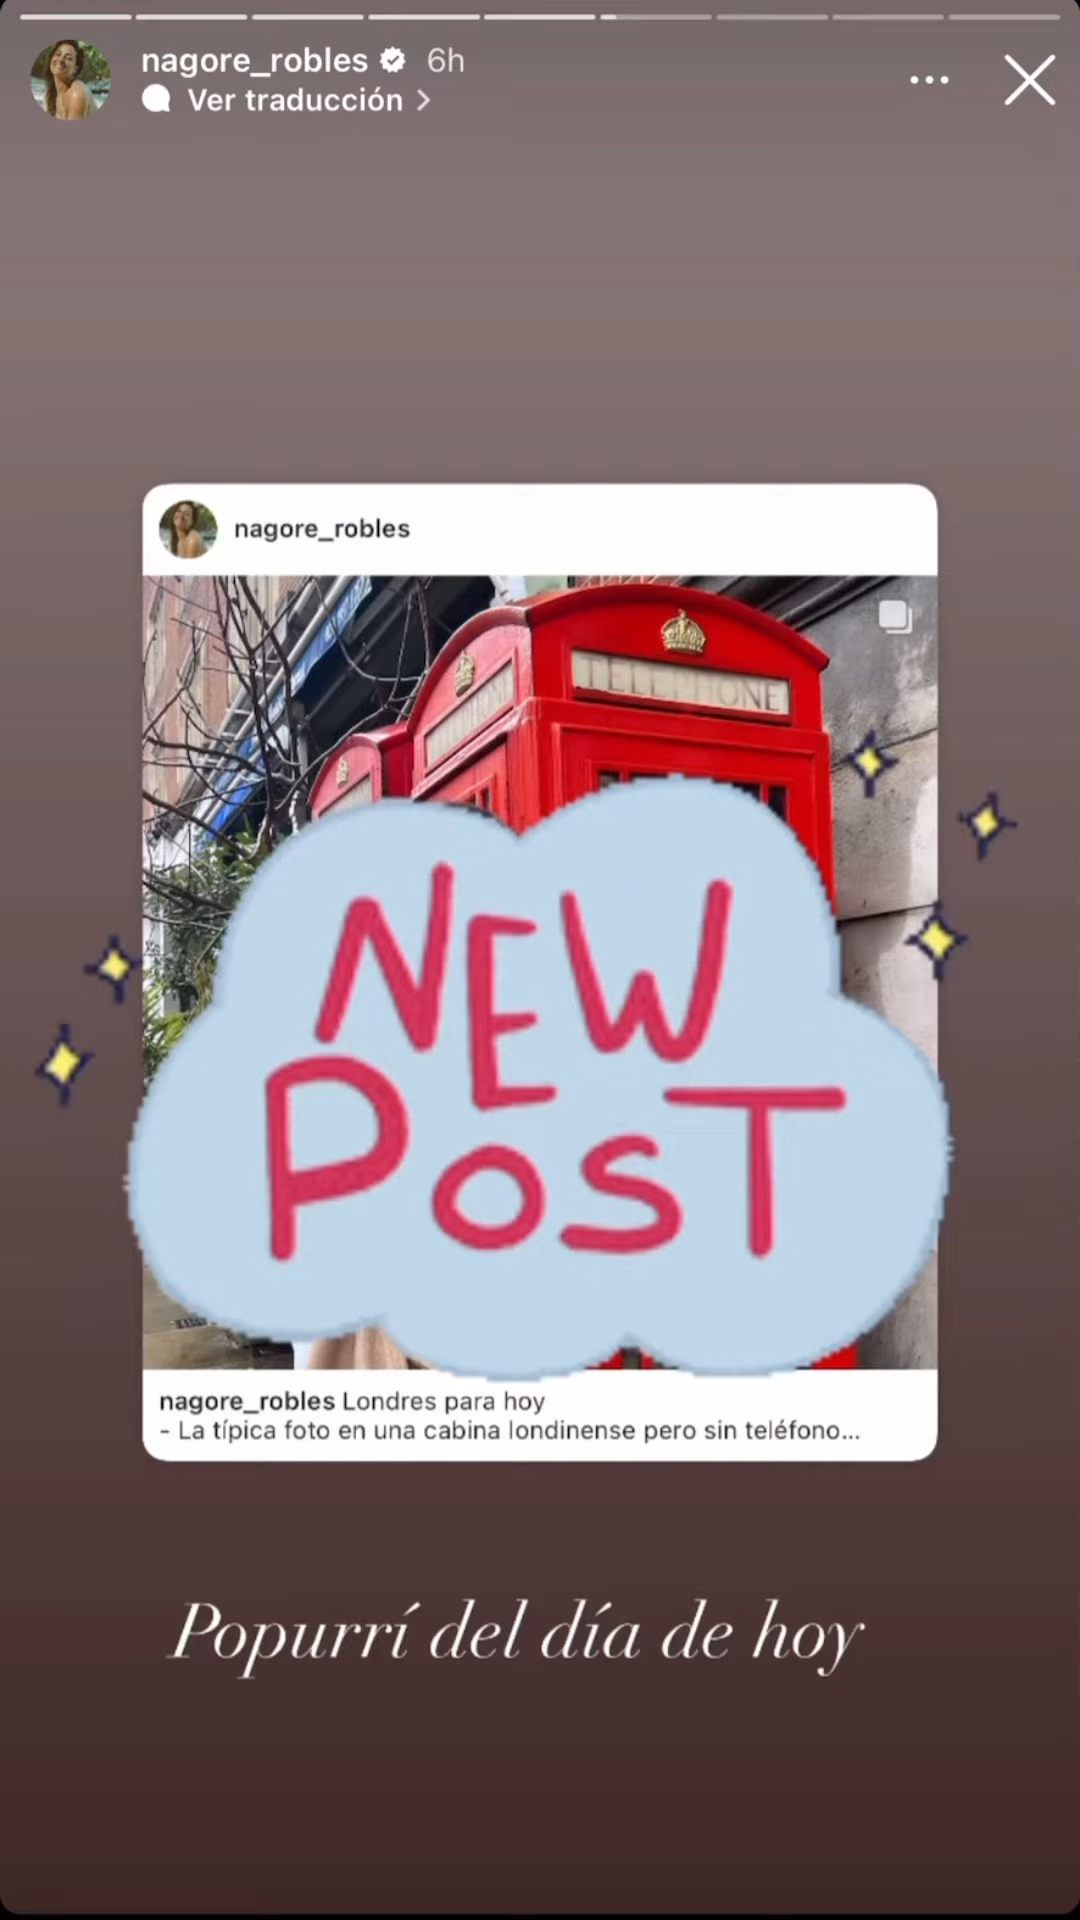 nagore_robles 6h
Ver traducción
nagore_robles
TELEPHONE
NEW
POST
nagore_robles Londres para hoy
- La típica foto en una cabina londinense pero sin teléfono...
Popurrí del día de hoy